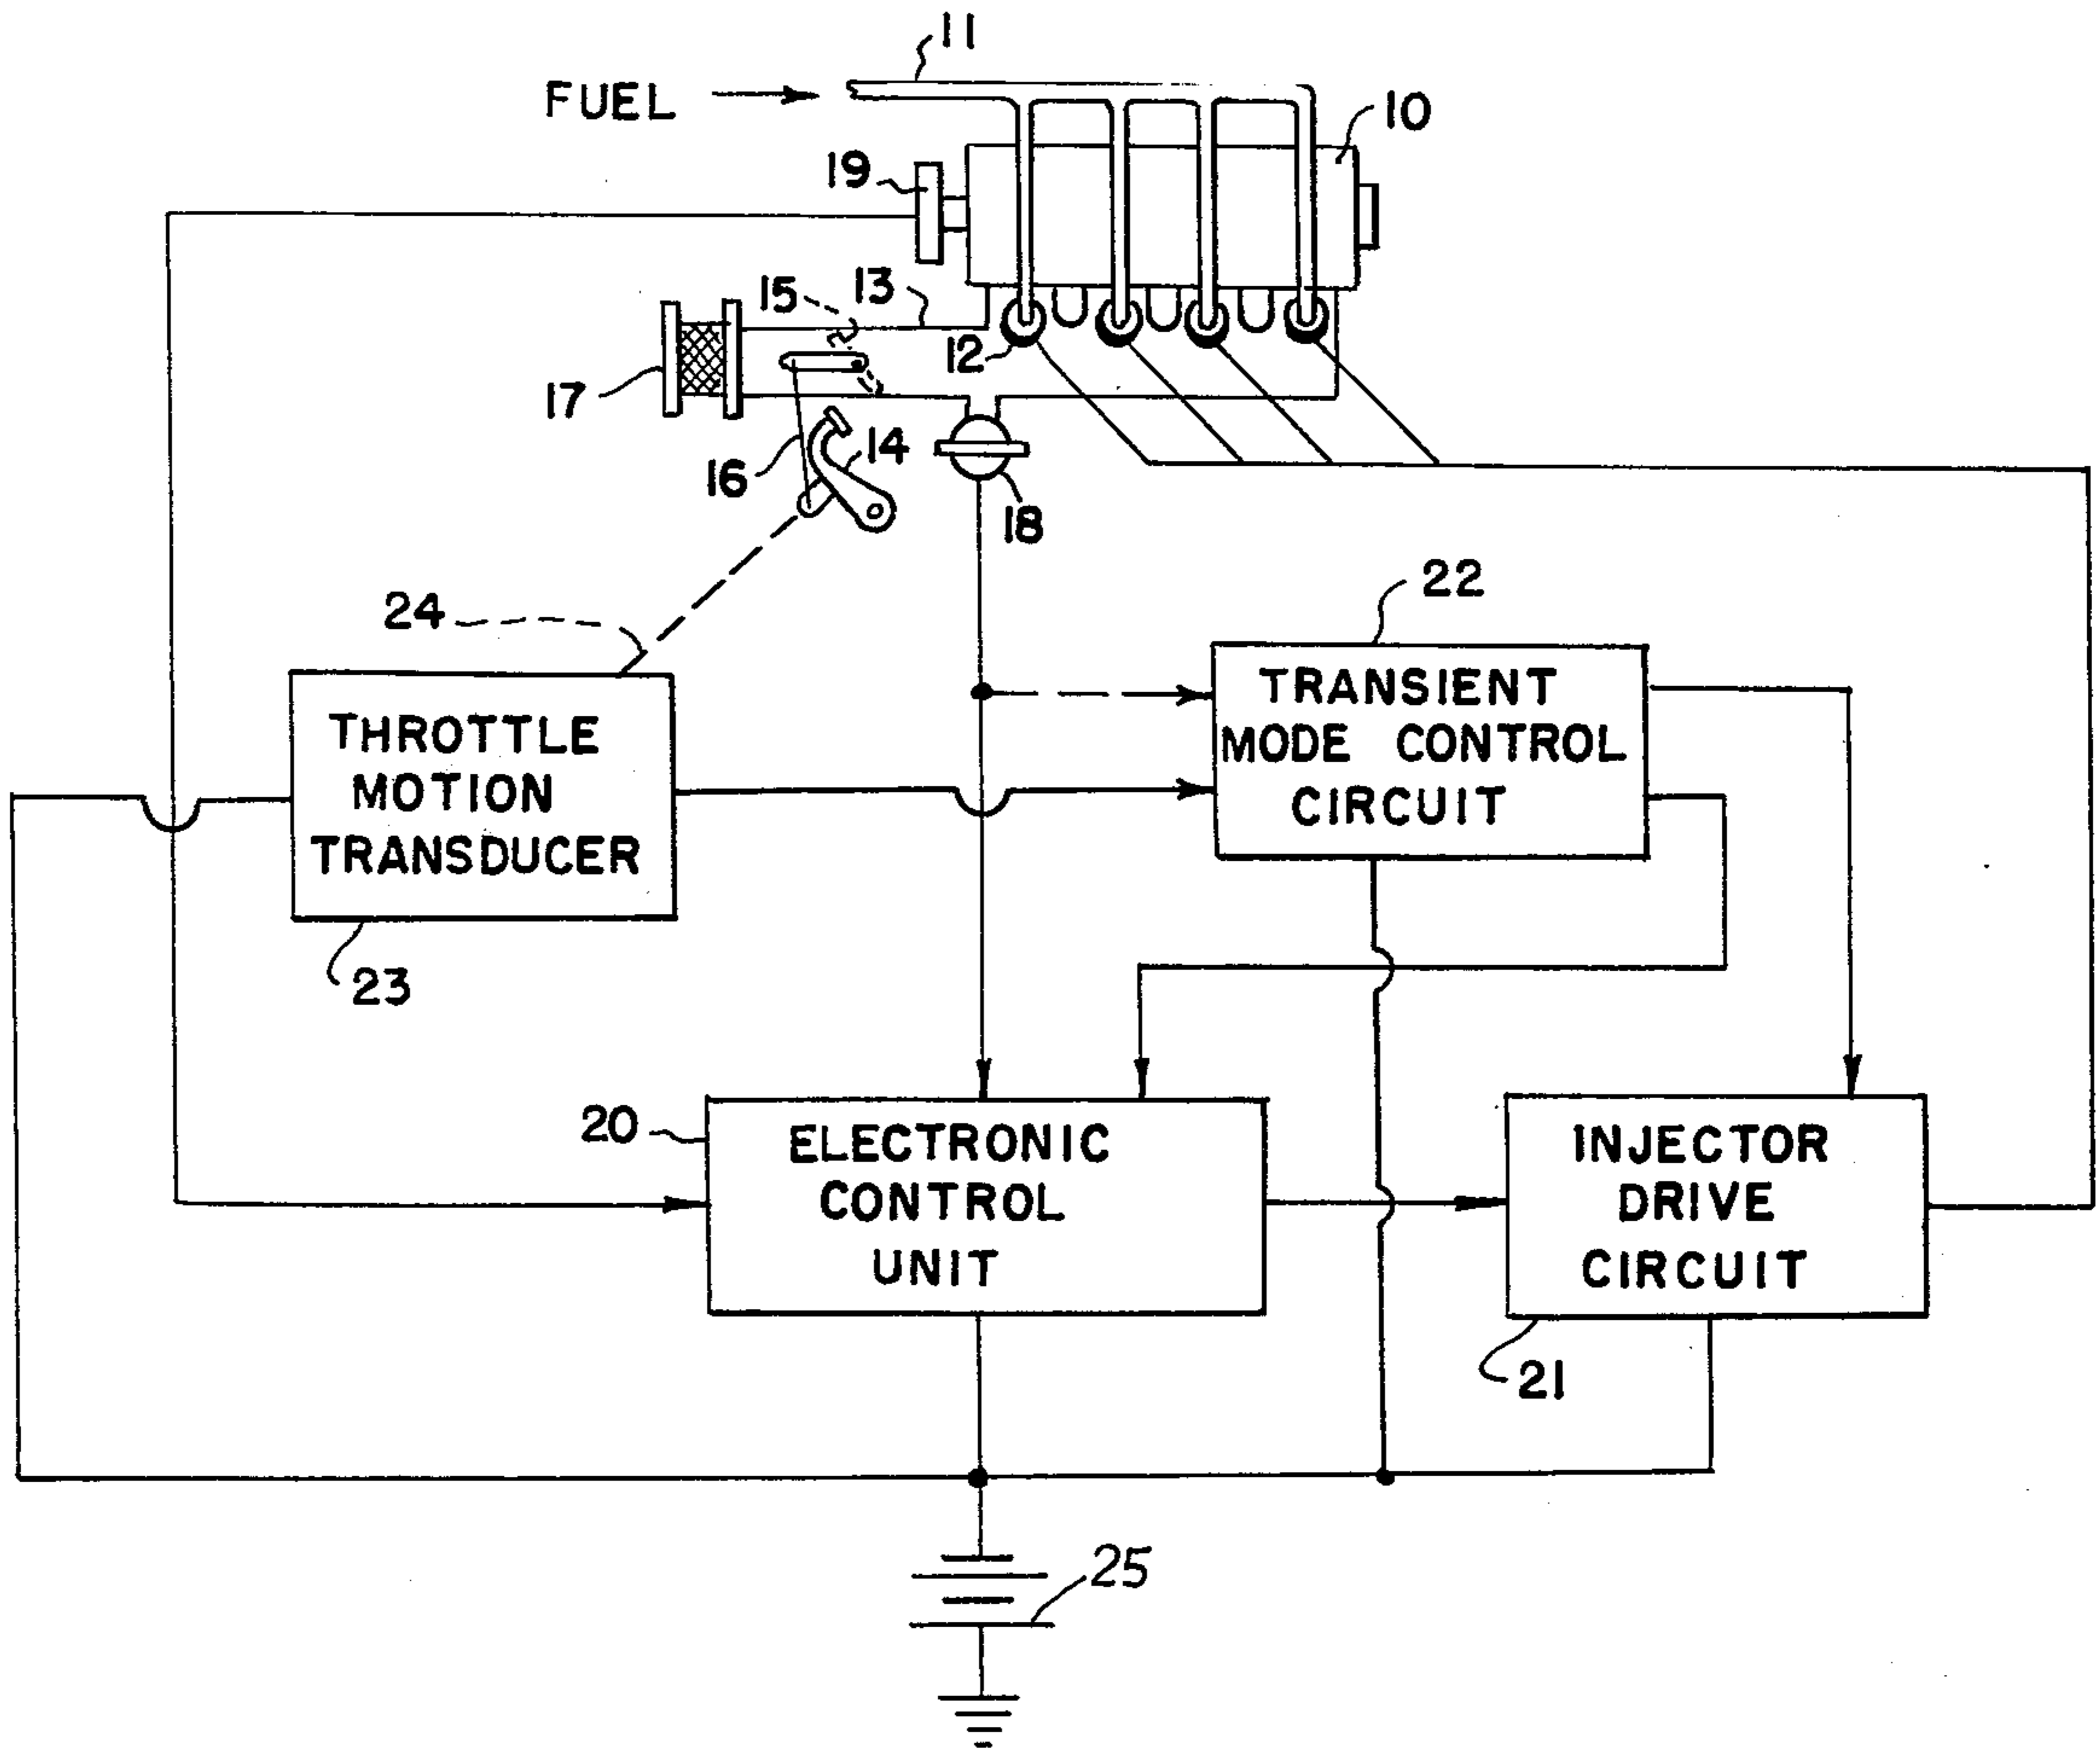 11
FUEL
10
19
15
13
12
17
14
16
18
22
24
TRANSIENT
MODE CONTROL
CIRCUIT
THROTTLE
MOTION
TRANSDUCER
23
20
ELECTRONIC
CONTROL
UNIT
INJECTOR
DRIVE
CIRCUIT
21
25